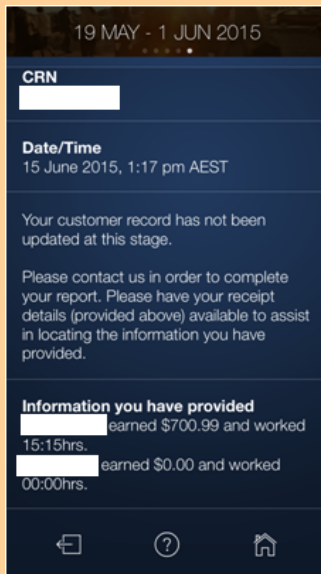 19 MAY - 1 JUN 2015
CRN
Date/Time
15 June 2015, 1:17 pm AEST
Your customer record has not been
updated at this stage.
Please contact us in order to complete
your report. Please have your receipt
details (provided above) available to assist
in locating the information you have
provided.
Information you have provided
earned $700.99 and worked
15:15hrs.
earned $0.00 and worked
00:00hrs.
?